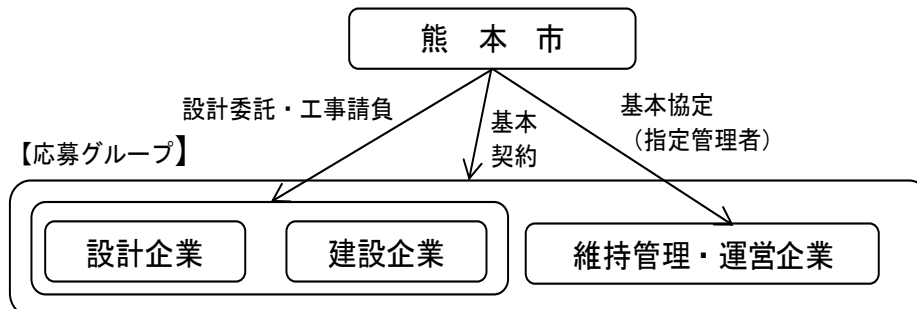 熊 本 市
設計委託・工事請負
基本
契約
基本協定
(指定管理者)
【応募グループ】
設計企業
建設企業
維持管理・運営企業